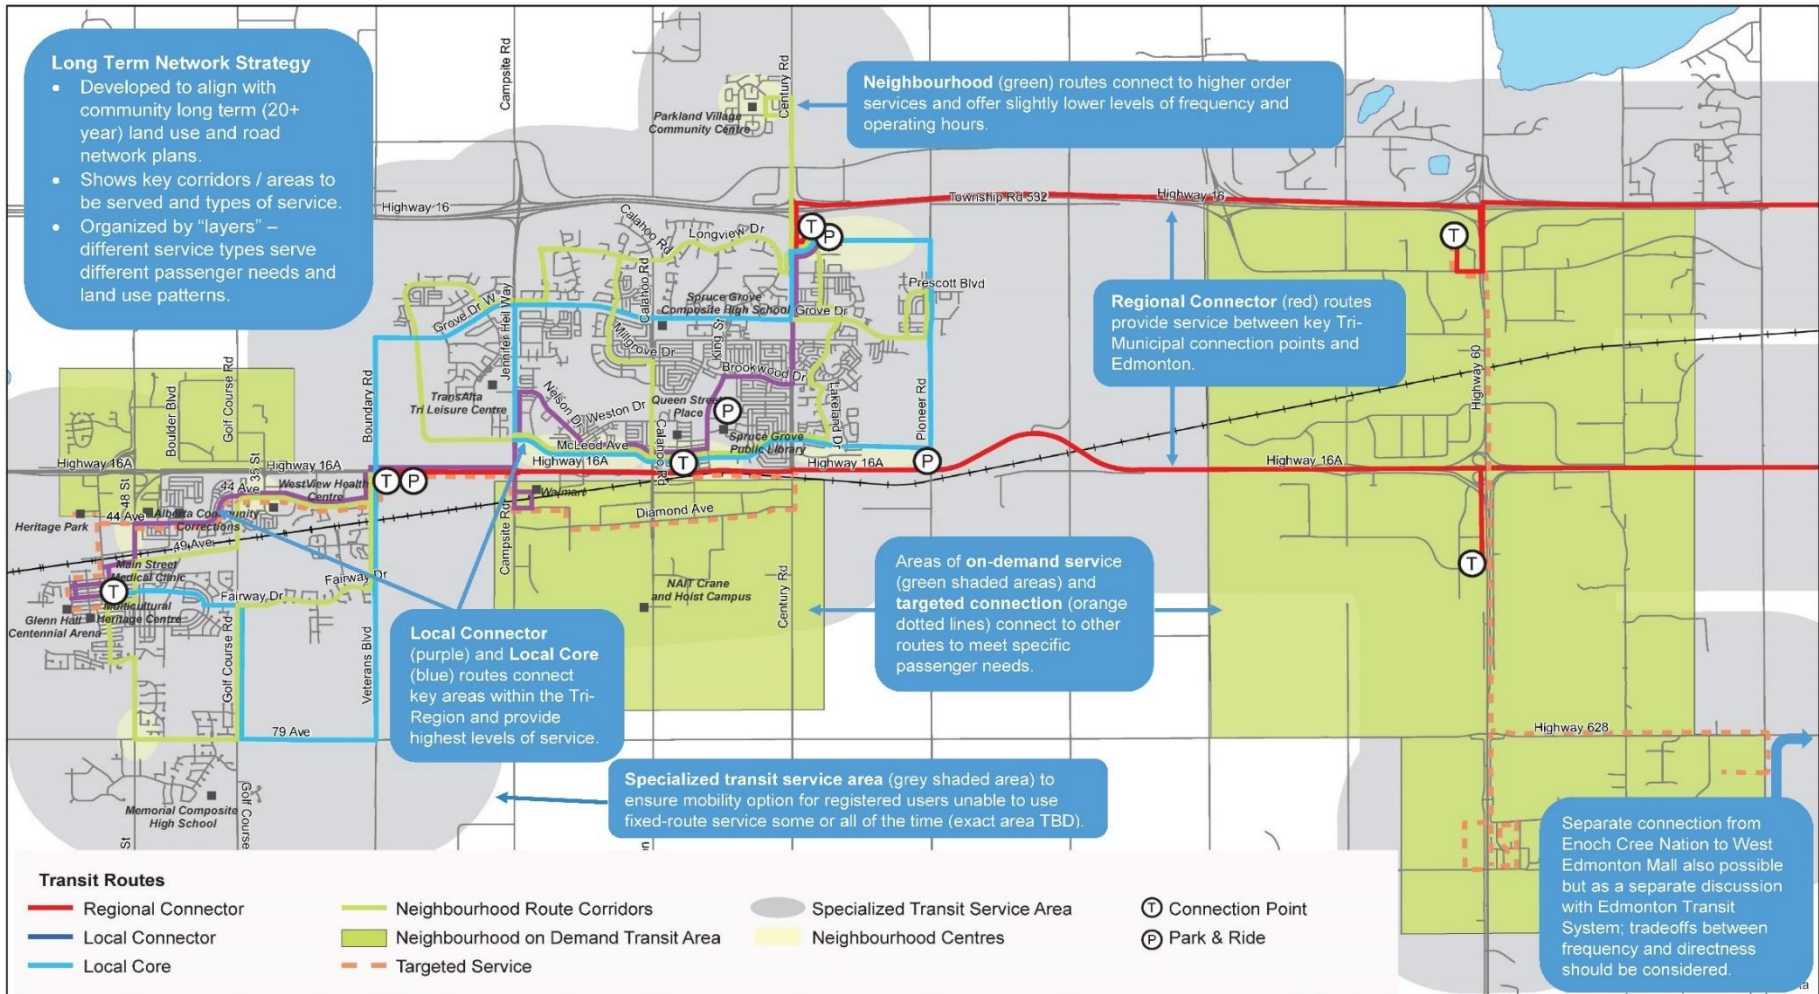 Long Term Network Strategy
• Developed to align with
community long term (20+
year) land use and road
network plans.
• Shows key corridors / areas to
be served and types of service.
• Organized by “layers” –
different service types serve
different passenger needs and
land use patterns.
Neighbourhood (green) routes connect to higher order
services and offer slightly lower levels of frequency and
operating hours.
Regional Connector (red) routes
provide service between key Tri-
Municipal connection points and
Edmonton.
Areas of on-demand service
(green shaded areas) and
targeted connection (orange
dotted lines) connect to other
routes to meet specific
passenger needs.
Local Connector
(purple) and Local Core
(blue) routes connect
key areas within the Tri-
Region and provide
highest levels of service.
Specialized transit service area (grey shaded area) to
ensure mobility option for registered users unable to use
fixed-route service some or all of the time (exact area TBD).
Separate connection from
Enoch Cree Nation to West
Edmonton Mall also possible
but as a separate discussion
with Edmonton Transit
System; tradeoffs between
frequency and directness
should be considered.
Campsite Rd
Century Rd
Parkland Village
Community Centre
Highway 16
Township Rd 532
Highway 16
Calahoo Rd
Longview Dr
T
P
T
Prescott Blvd
Grove Dr W
Jennifer Heil Way
Calahoo Rd
Spruce Grove
Composite High School
Grove Dr
Millgrove Dr
King St
Brookwood Dr
Highway 60
Boulder Blvd
Golf Course Rd
Boundary Rd
TransAlta
Tri Leisure Centre
Nelson Dr
Weston Dr
Queen Street
Place
P
Lakeland Dr
Pioneer Rd
McLeod Ave
Calahoo Rd
Spruce Grove
Public Library
Highway 16A
35 St
Highway 16A
Highway 16A
T
Highway 16A
P
Highway 16A
48 St
44 Ave
WestView Health
Centre
T
P
Walmart
Heritage Park
44 Ave
Alberta Community
Corrections
Campsite Rd
Diamond Ave
49 Ave
Main Street
Medical Clinic
T
T
Fairway Dr
Fairway Dr
NAIT Crane
and Hoist Campus
Century Rd
Multicultural
Heritage Centre
Glenn Hall
Centennial Arena
Golf Course Rd
Veterans Blvd
79 Ave
Highway 628
Memorial Composite
High School
Golf Course
St
Transit Routes
Regional Connector
Local Connector
Local Core
Neighbourhood Route Corridors
Neighbourhood on Demand Transit Area
Targeted Service
Specialized Transit Service Area
Neighbourhood Centres
T Connection Point
P Park & Ride